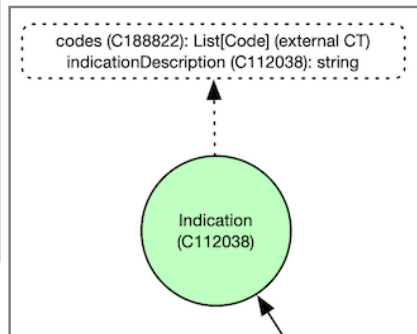 codes (C188822): List[Code] (external CT)
indicationDescription (C112038): string
Indication
(C112038)